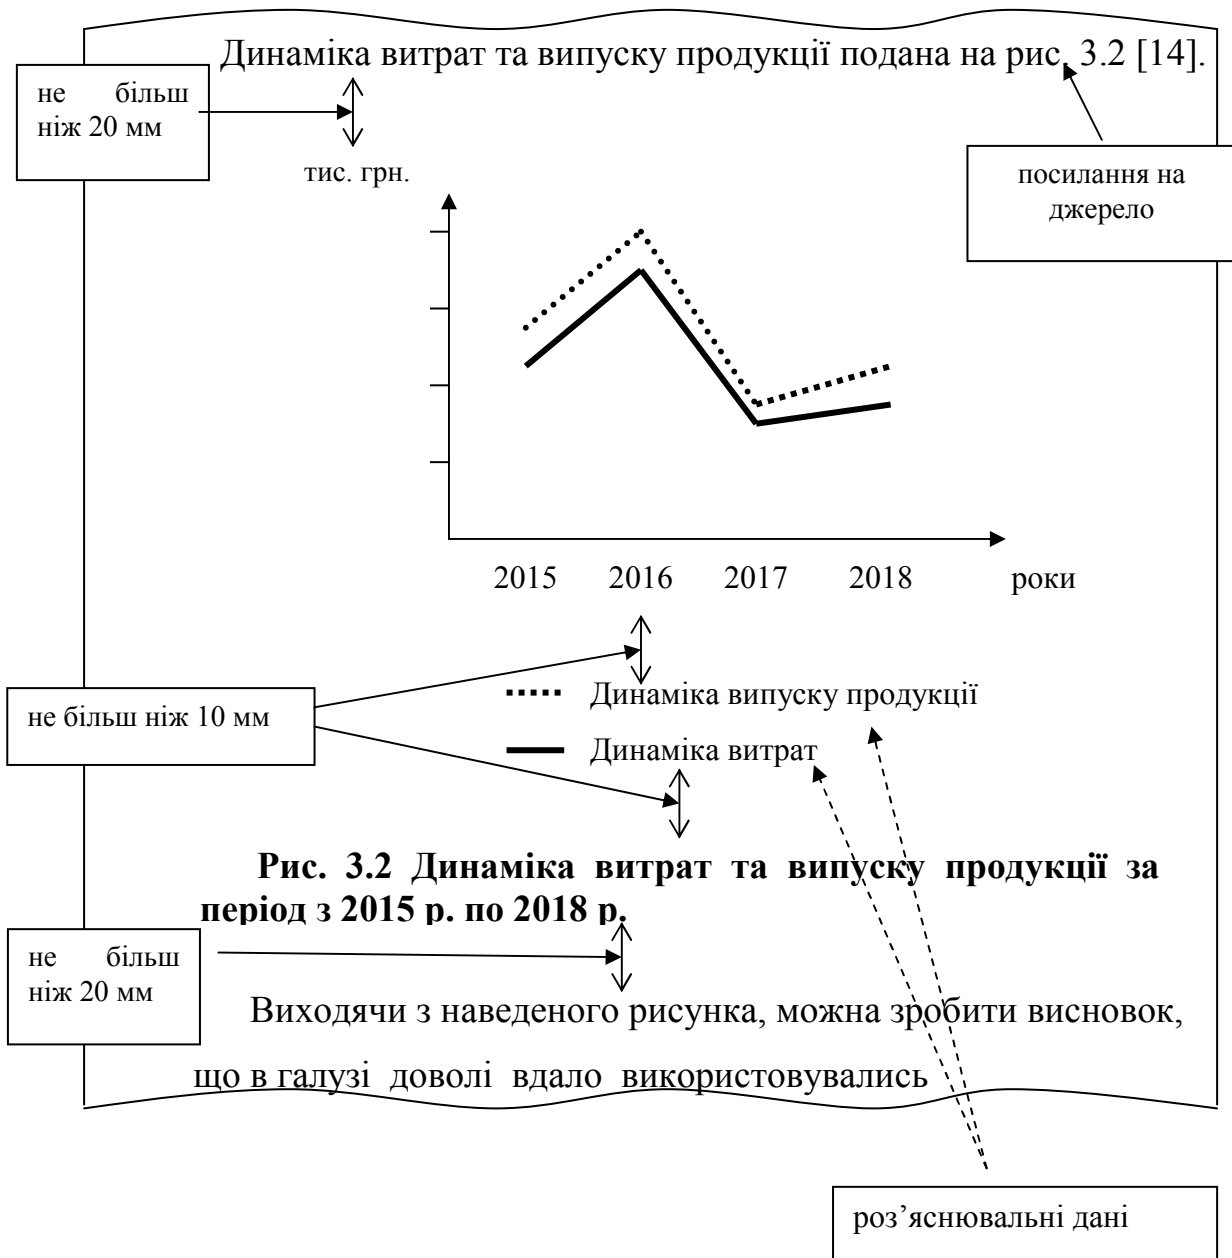 Динаміка витрат та випуску продукції подана на рис. 3.2 [14].
не більш
ніж 20 мм
тис. грн.
посилання на
джерело
2015 2016 2017 2018 роки
не більш ніж 10 мм
Динаміка випуску продукції
Динаміка витрат
Рис. 3.2 Динаміка витрат та випуску продукції за
період з 2015 р. по 2018 р.
не більш
ніж 20 мм
Виходячи з наведеного рисунка, можна зробити висновок,
що в галузі доволі вдало використовувались
роз’яснювальні дані